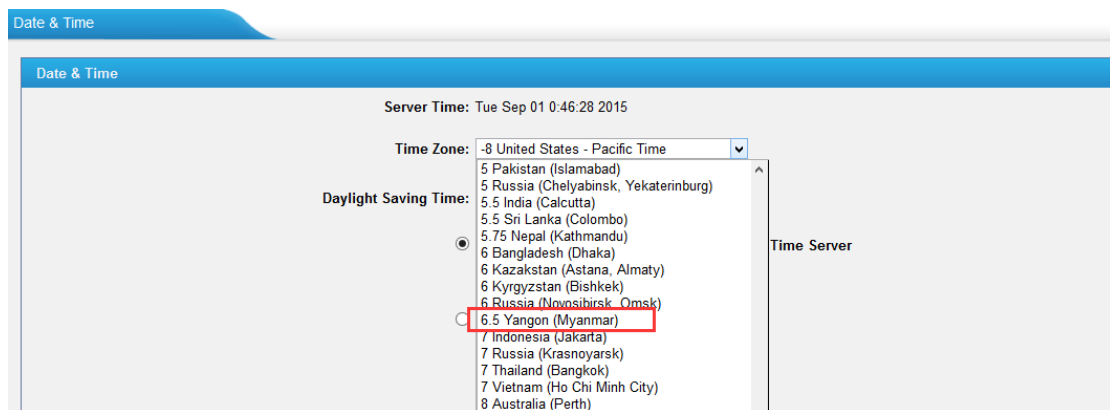 Date & Time
Date & Time
Server Time: Tue Sep 01 0:46:28 2015
Time Zone: -8 United States - Pacific Time
5 Pakistan (Islamabad)
5 Russia (Chelyabinsk, Yekaterinburg)
Daylight Saving Time: 5.5 India (Calcutta)
5.5 Sri Lanka (Colombo)
5.75 Nepal (Kathmandu)
Time Server
6 Bangladesh (Dhaka)
6 Kazakstan (Astana, Almaty)
6 Kyrgyzstan (Bishkek)
6 Russia (Novosibirsk, Omsk)
6.5 Yangon (Myanmar)
7 Indonesia (Jakarta)
7 Russia (Krasnoyarsk)
7 Thailand (Bangkok)
7 Vietnam (Ho Chi Minh City)
8 Australia (Perth)